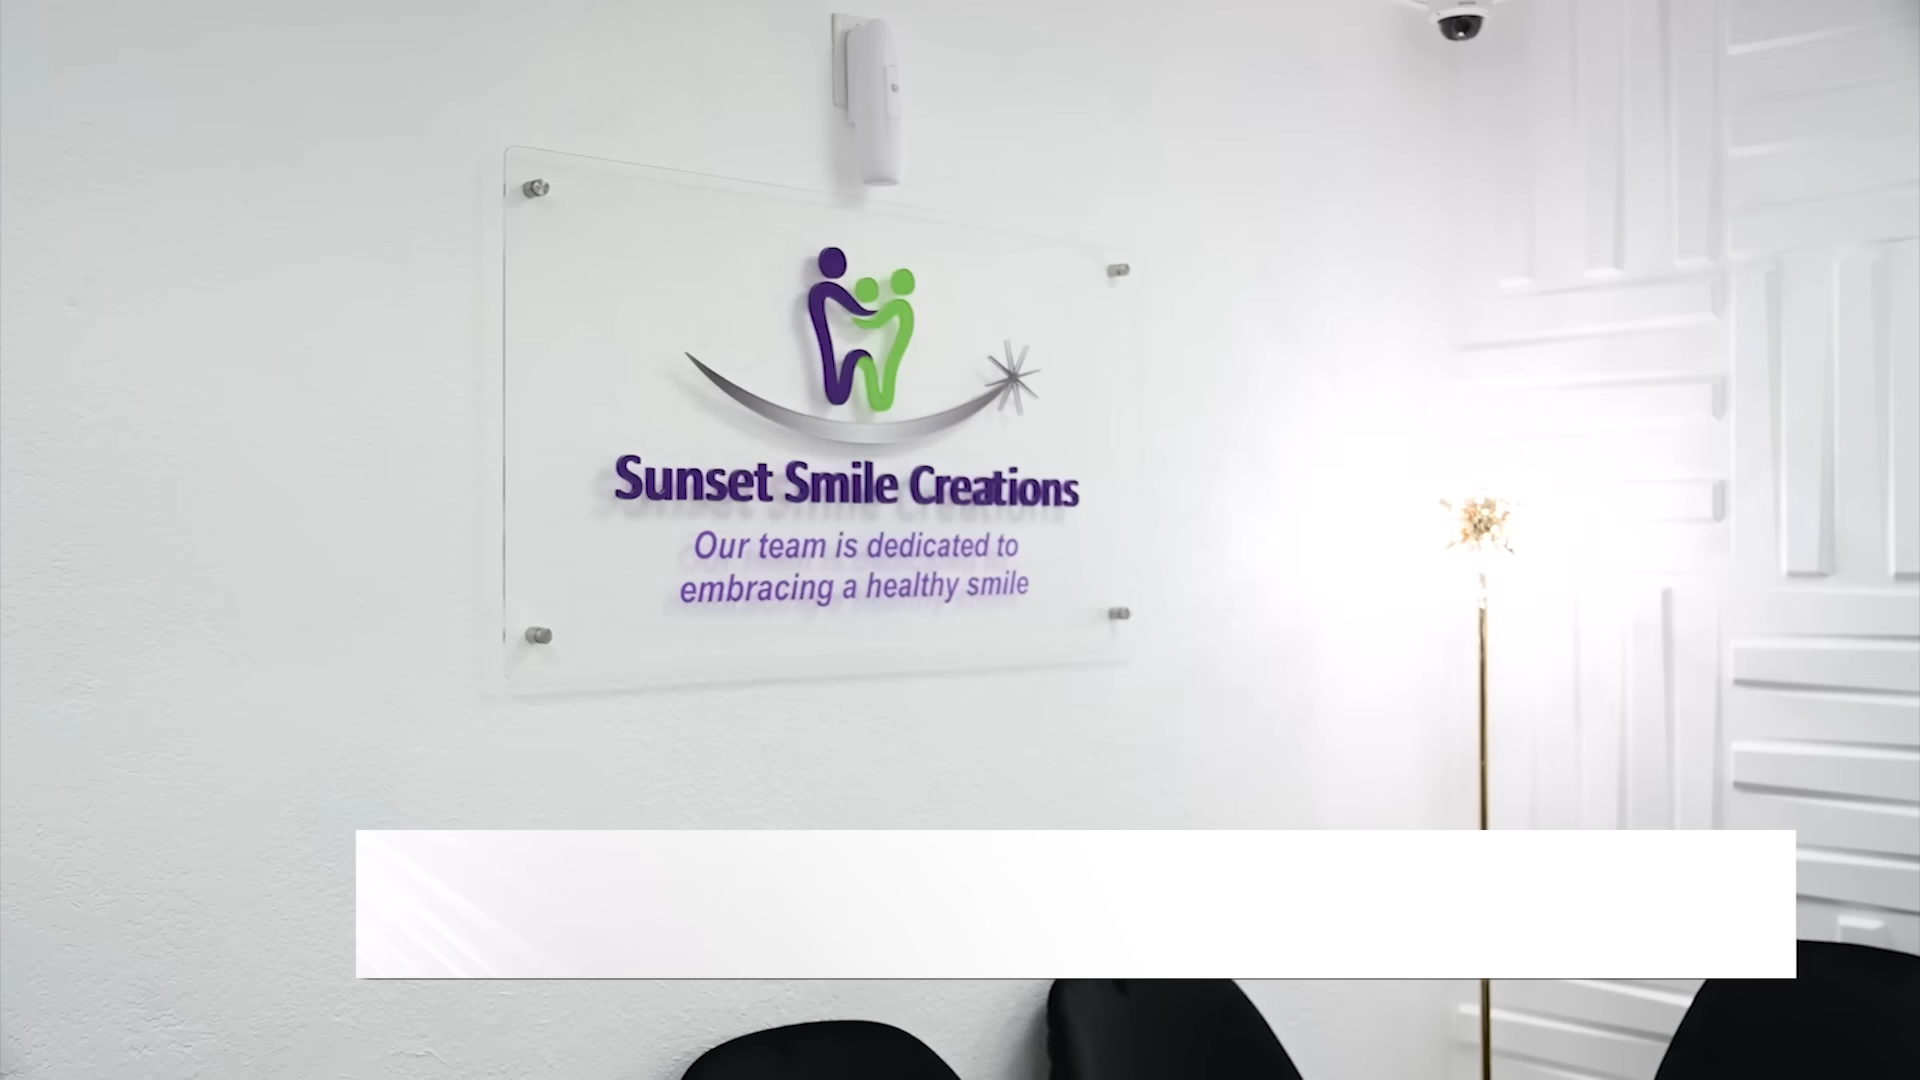 Sunset Smile Creations
Our team is dedicated to
embracing a healthy smile